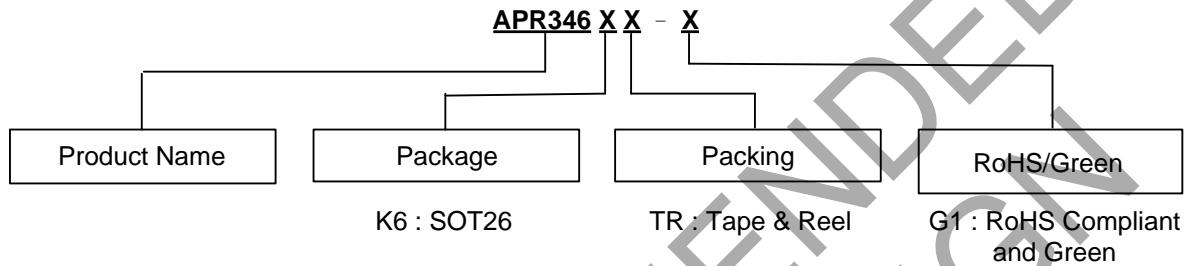 APR346 X X - X
Product Name
Package
Packing
RoHS/Green
K6 : SOT26
TR : Tape & Reel
G1 : RoHS Compliant
and Green